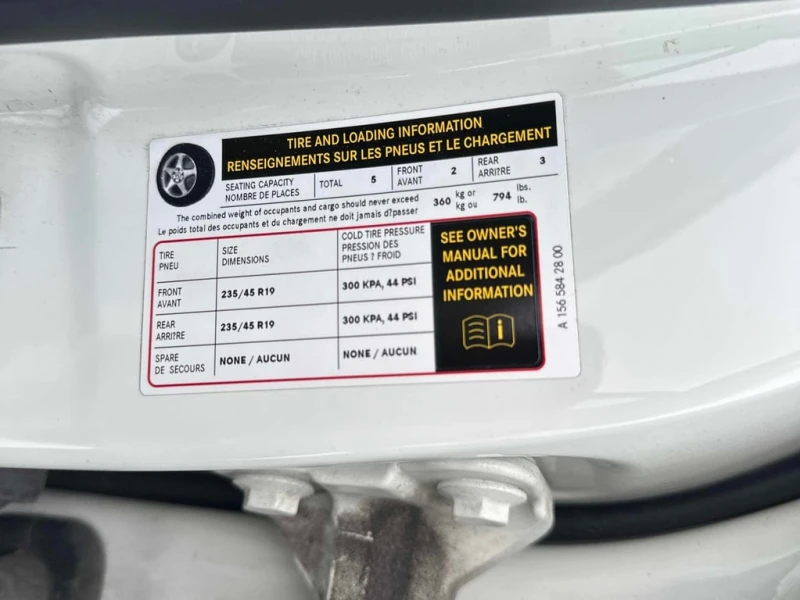 TIRE AND LOADING INFORMATION
RENSEIGNEMENTS SUR LES PNEUS ET LE CHARGEMENT
SEATING CAPACITY
NOMBRE DE PLACES
TOTAL 5
FRONT
AVANT
2
REAR
ARRI?RE
3
The combined weight of occupants and cargo should never exceed
Le poids total des occupants et du chargement ne doit jamais d?passer
360 kg or
kg ou
794 lbs.
lb.
TIRE
PNEU
SIZE
DIMENSIONS
COLD TIRE PRESSURE
PRESSION DES
PNEUS ? FROID
FRONT
AVANT
235/45 R19
300 KPA, 44 PSI
REAR
ARRI?RE
235/45 R19
300 KPA, 44 PSI
SPARE
DE SECOURS
NONE / AUCUN
NONE / AUCUN
SEE OWNER'S
MANUAL FOR
ADDITIONAL
INFORMATION
A 156 584 28 00